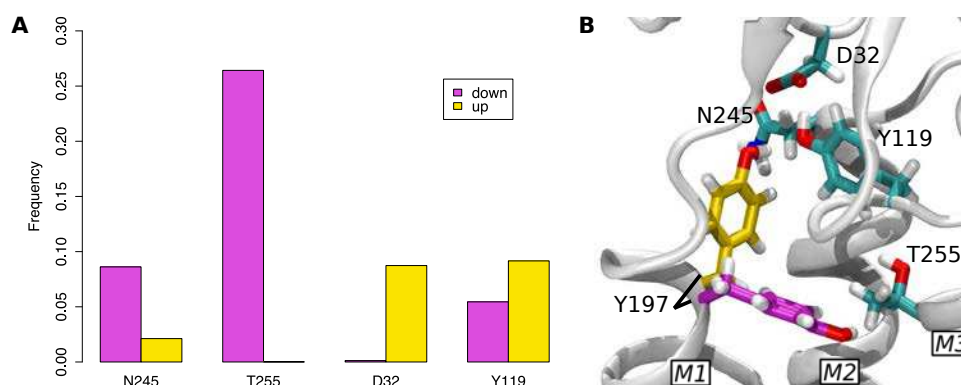 A
Frequency
0.30
0.25
0.20
0.15
0.10
0.05
0.00
down
up
N245
T255
D32
Y119
B
D32
N245
Y119
T255
Y197
M1
M2
M3